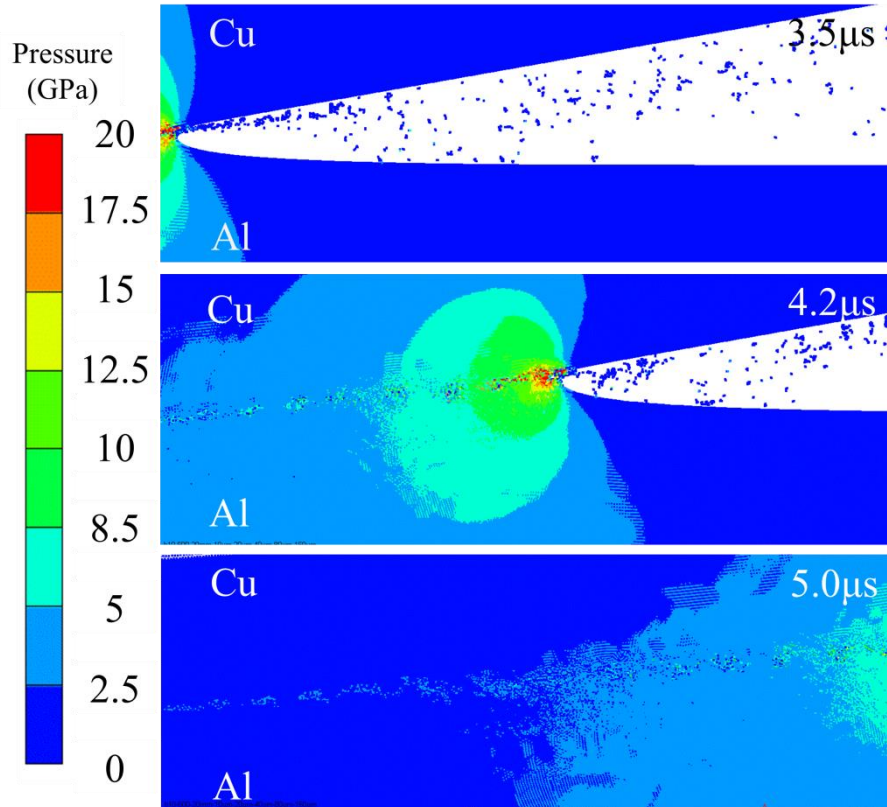 Pressure
(GPa)
20
17.5
15
12.5
10
8.5
5
2.5
0
Cu
3.5μs
Al
Cu
4.2μs
Al
Cu
5.0μs
Al